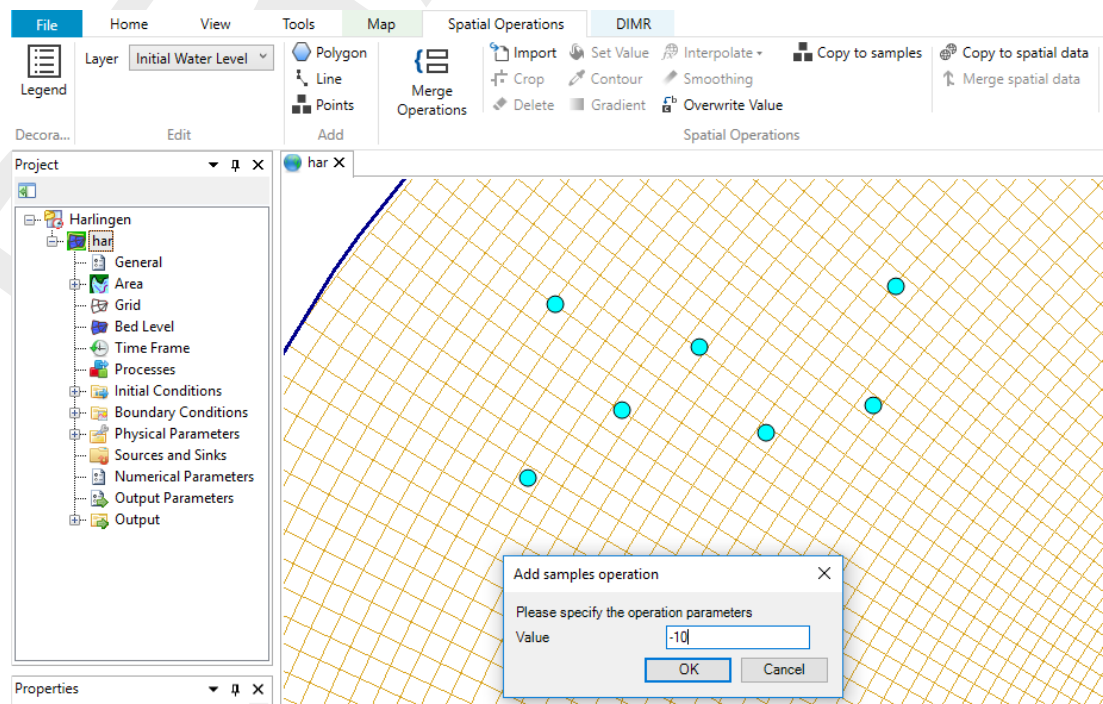 File Home View Tools Map Spatial Operations DIMR
Legend
Layer Initial Water Level
Polygon
Line
Points
Merge
Operations
Import Set Value Interpolate Copy to samples Copy to spatial data
Crop Contour Smoothing Merge spatial data
Delete Gradient Overwrite Value
Decora... Edit Add Spatial Operations
Project
har
Harlingen
har
General
Area
Grid
Bed Level
Time Frame
Processes
Initial Conditions
Boundary Conditions
Physical Parameters
Sources and Sinks
Numerical Parameters
Output Parameters
Output
Add samples operation
Please specify the operation parameters
Value -10
OK Cancel
Properties